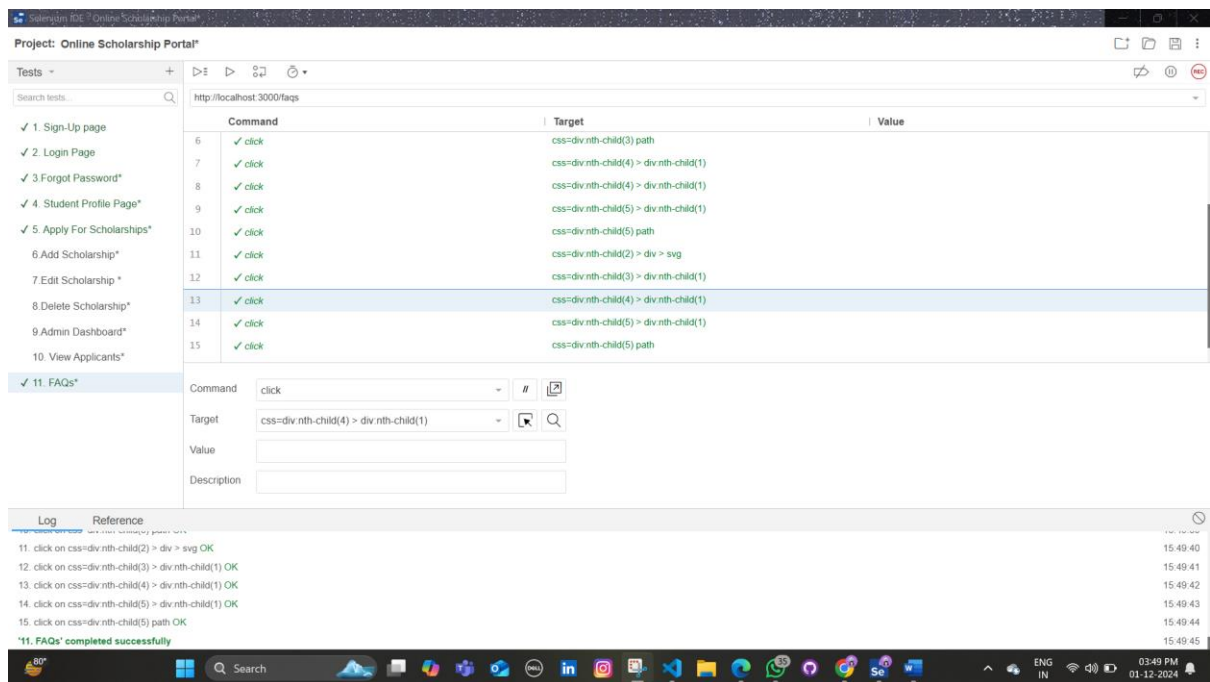 Selenium IDE - Online Scholarship Portal*
Project: Online Scholarship Portal*
Tests
Search tests...
http://localhost:3000/faqs
✓ 1. Sign-Up page
✓ 2. Login Page
✓ 3.Forgot Password*
✓ 4. Student Profile Page*
✓ 5. Apply For Scholarships*
6.Add Scholarship*
7.Edit Scholarship *
8.Delete Scholarship*
9.Admin Dashboard*
10. View Applicants*
✓ 11. FAQs*
REC
Command Target Value
6 ✓ click css=div:nth-child(3) path
7 ✓ click css=div:nth-child(4) > div:nth-child(1)
8 ✓ click css=div:nth-child(4) > div:nth-child(1)
9 ✓ click css=div:nth-child(5) > div:nth-child(1)
10 ✓ click css=div:nth-child(5) path
11 ✓ click css=div:nth-child(2) > div > svg
12 ✓ click css=div:nth-child(3) > div:nth-child(1)
13 ✓ click css=div:nth-child(4) > div:nth-child(1)
14 ✓ click css=div:nth-child(5) > div:nth-child(1)
15 ✓ click css=div:nth-child(5) path
Command click //
Target css=div:nth-child(4) > div:nth-child(1)
Value
Description
Log Reference
11. click on css=div:nth-child(2) > div > svg OK 15:49:40
12. click on css=div:nth-child(3) > div:nth-child(1) OK 15:49:41
13. click on css=div:nth-child(4) > div:nth-child(1) OK 15:49:42
14. click on css=div:nth-child(5) > div:nth-child(1) OK 15:49:43
15. click on css=div:nth-child(5) path OK 15:49:44
'11. FAQs' completed successfully 15:49:45
80°
Search
DELL
in
35
Se
ENG
IN
03:49 PM
01-12-2024